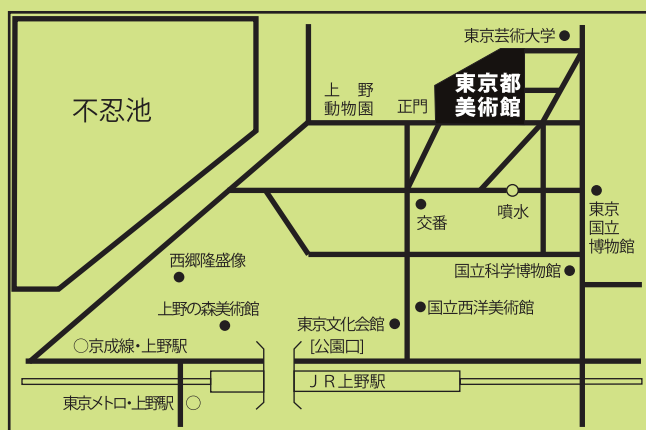 東京芸術大学
不忍池
上野
動物園
正門
東京都
美術館
交番
噴水
東京
国立
博物館
西郷隆盛像
国立科学博物館
上野の森美術館
東京文化会館
[公園口]
国立西洋美術館
○京成線・上野駅
JR上野駅
東京メトロ・上野駅○